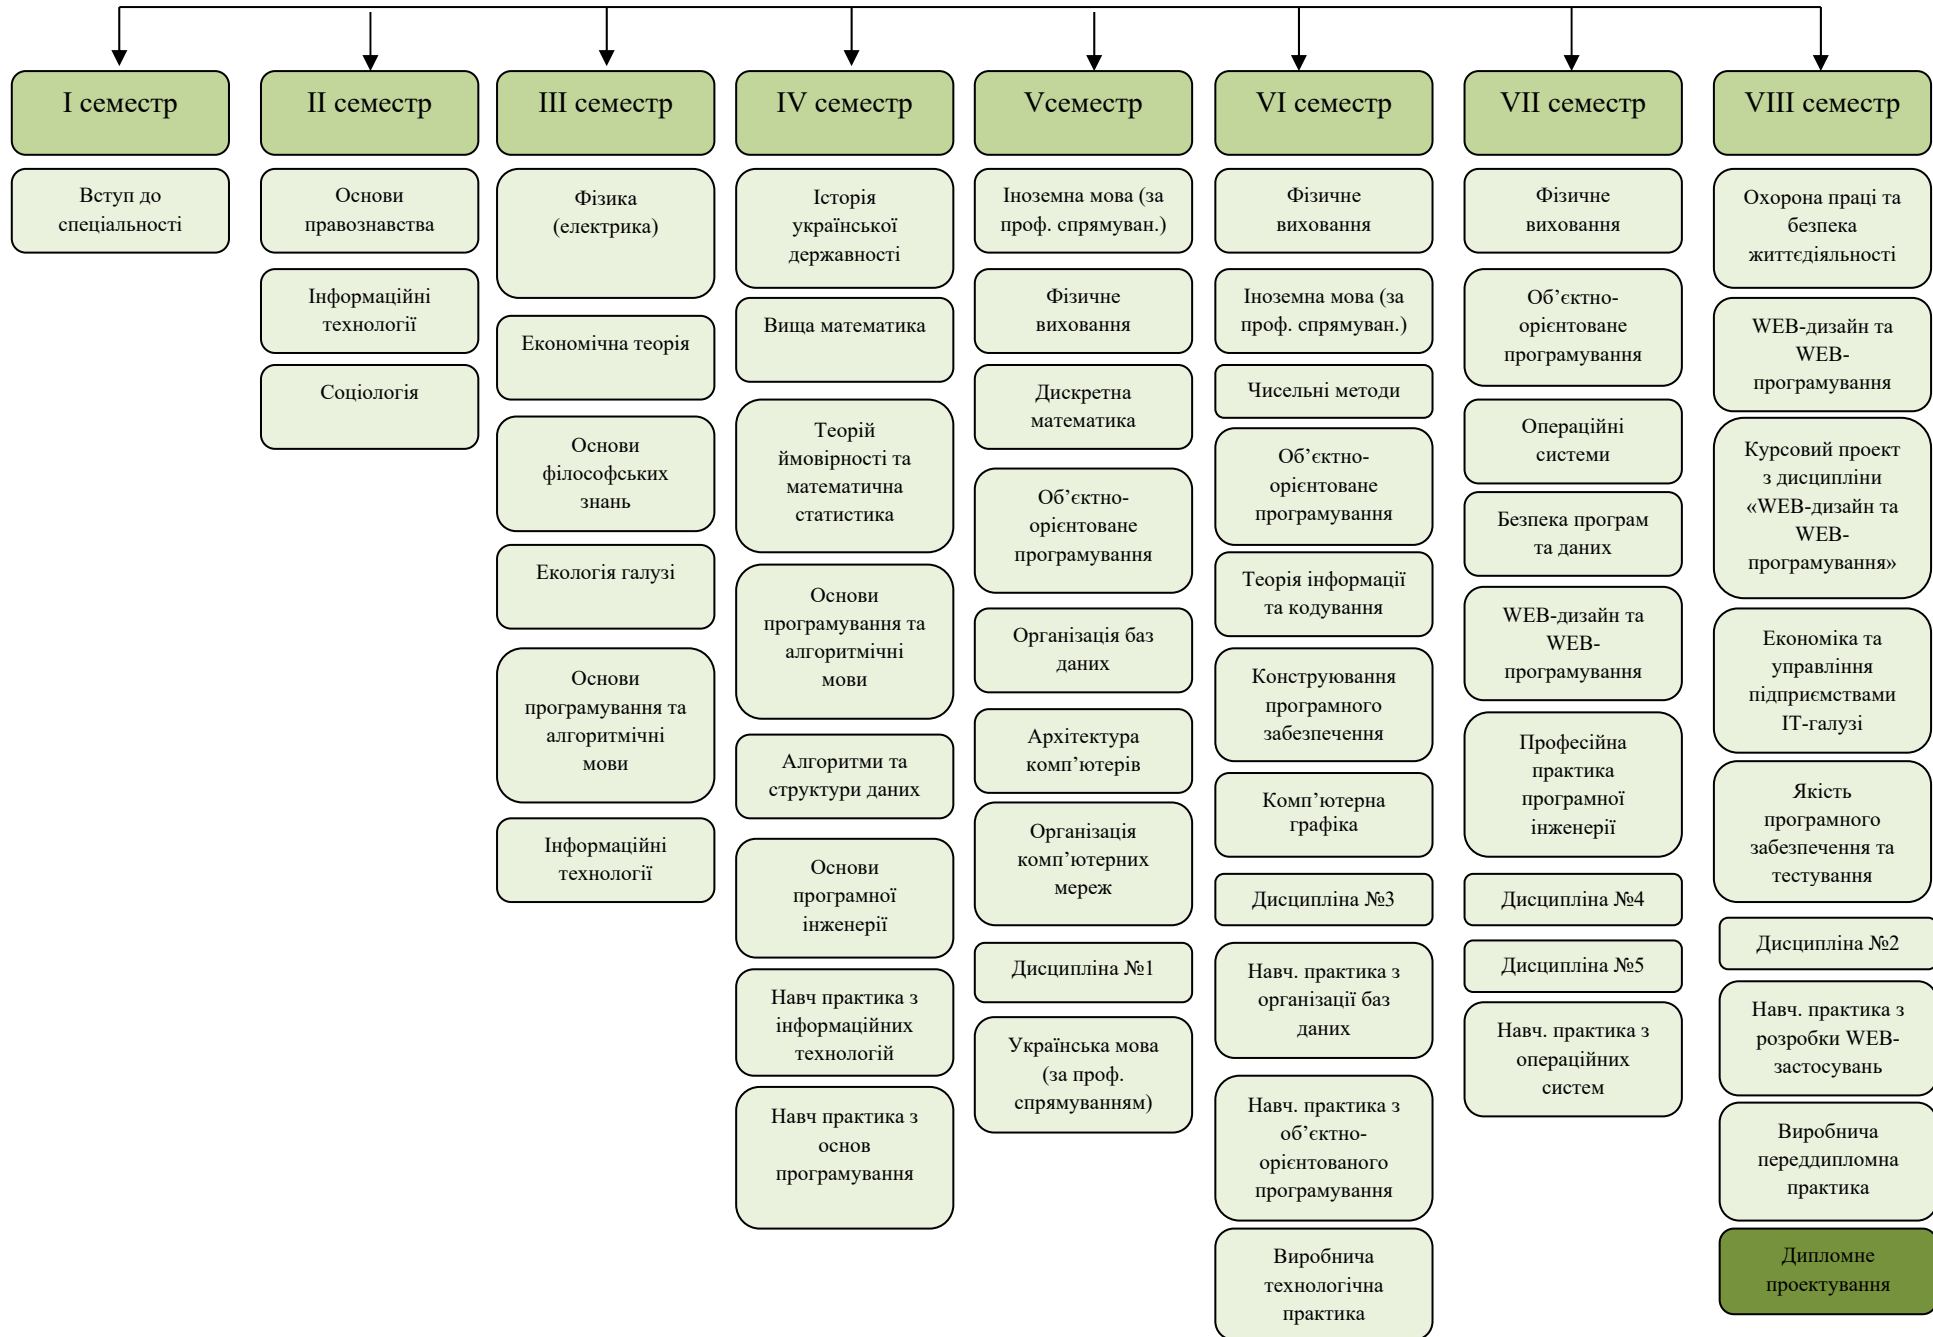 I семестр
II семестр
III семестр
IV семестр
Vсеместр
VI семестр
VII семестр
VIII семестр
Вступ до
спеціальності
Основи
правознавства
Інформаційні
технології
Соціологія
Фізика
(електрика)
Економічна теорія
Основи
філософських
знань
Екологія галузі
Основи
програмування та
алгоритмічні
мови
Інформаційні
технології
Історія
української
державності
Вища математика
Теорій
ймовірності та
математична
статистика
Основи
програмування та
алгоритмічні
мови
Алгоритми та
структури даних
Основи
програмної
інженерії
Навч практика з
інформаційних
технологій
Навч практика з
основ
програмування
Іноземна мова (за
проф. спрямуван.)
Фізичне
виховання
Дискретна
математика
Об’єктно-
орієнтоване
програмування
Організація баз
даних
Архітектура
комп’ютерів
Організація
комп’ютерних
мереж
Дисципліна №1
Українська мова
(за проф.
спрямуванням)
Фізичне
виховання
Іноземна мова (за
проф. спрямуван.)
Чисельні методи
Об’єктно-
орієнтоване
програмування
Теорія інформації
та кодування
Конструювання
програмного
забезпечення
Комп’ютерна
графіка
Дисципліна №3
Навч. практика з
організації баз
даних
Навч. практика з
об’єктно-
орієнтованого
програмування
Виробнича
технологічна
практика
Фізичне
виховання
Об’єктно-
орієнтоване
програмування
Операційні
системи
Безпека програм
та даних
WEB-дизайн та
WEB-
програмування
Професійна
практика
програмної
інженерії
Дисципліна №4
Дисципліна №5
Навч. практика з
операційних
систем
Охорона праці та
безпека
життєдіяльності
WEB-дизайн та
WEB-
програмування
Курсовий проект
з дисципліни
«WEB-дизайн та
WEB-
програмування»
Економіка та
управління
підприємствами
ІТ-галузі
Якість
програмного
забезпечення та
тестування
Дисципліна №2
Навч. практика з
розробки WEB-
застосувань
Виробнича
переддипломна
практика
Дипломне
проектування